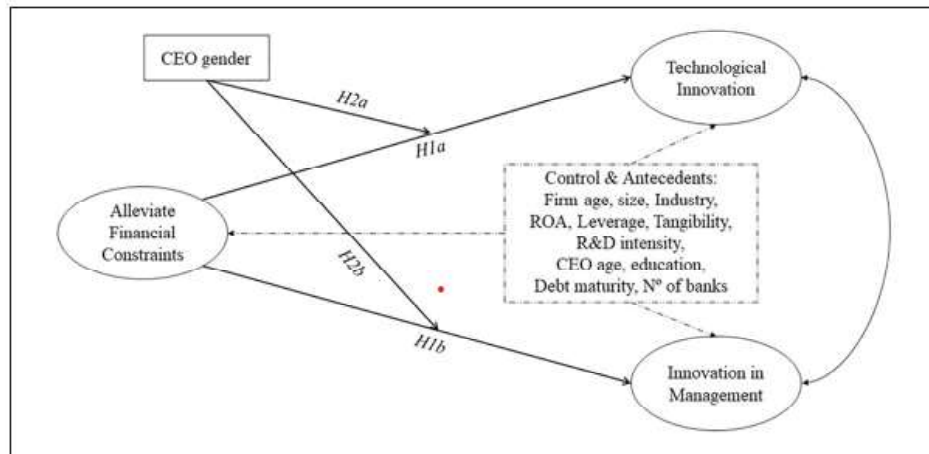 CEO gender
Technological
Innovation
H2a
H1a
Control & Antecedents:
Firm age, size, Industry,
ROA, Leverage, Tangibility,
R&D intensity,
CEO age, education,
Debt maturity, Nº of banks
Alleviate
Financial
Constraints
H2b
H1b
Innovation in
Management